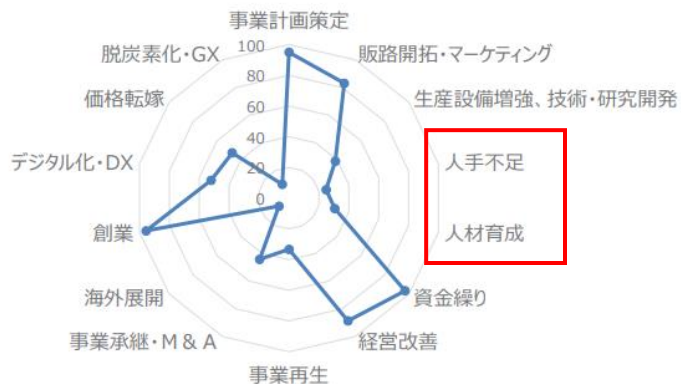 事業計画策定
脱炭素化・GX
100
販路開拓・マーケティング
80
価格転嫁
生産設備増強、技術・研究開発
60
40
デジタル化・DX
人手不足
20
0
創業
人材育成
海外展開
資金繰り
事業承継・M & A
経営改善
事業再生